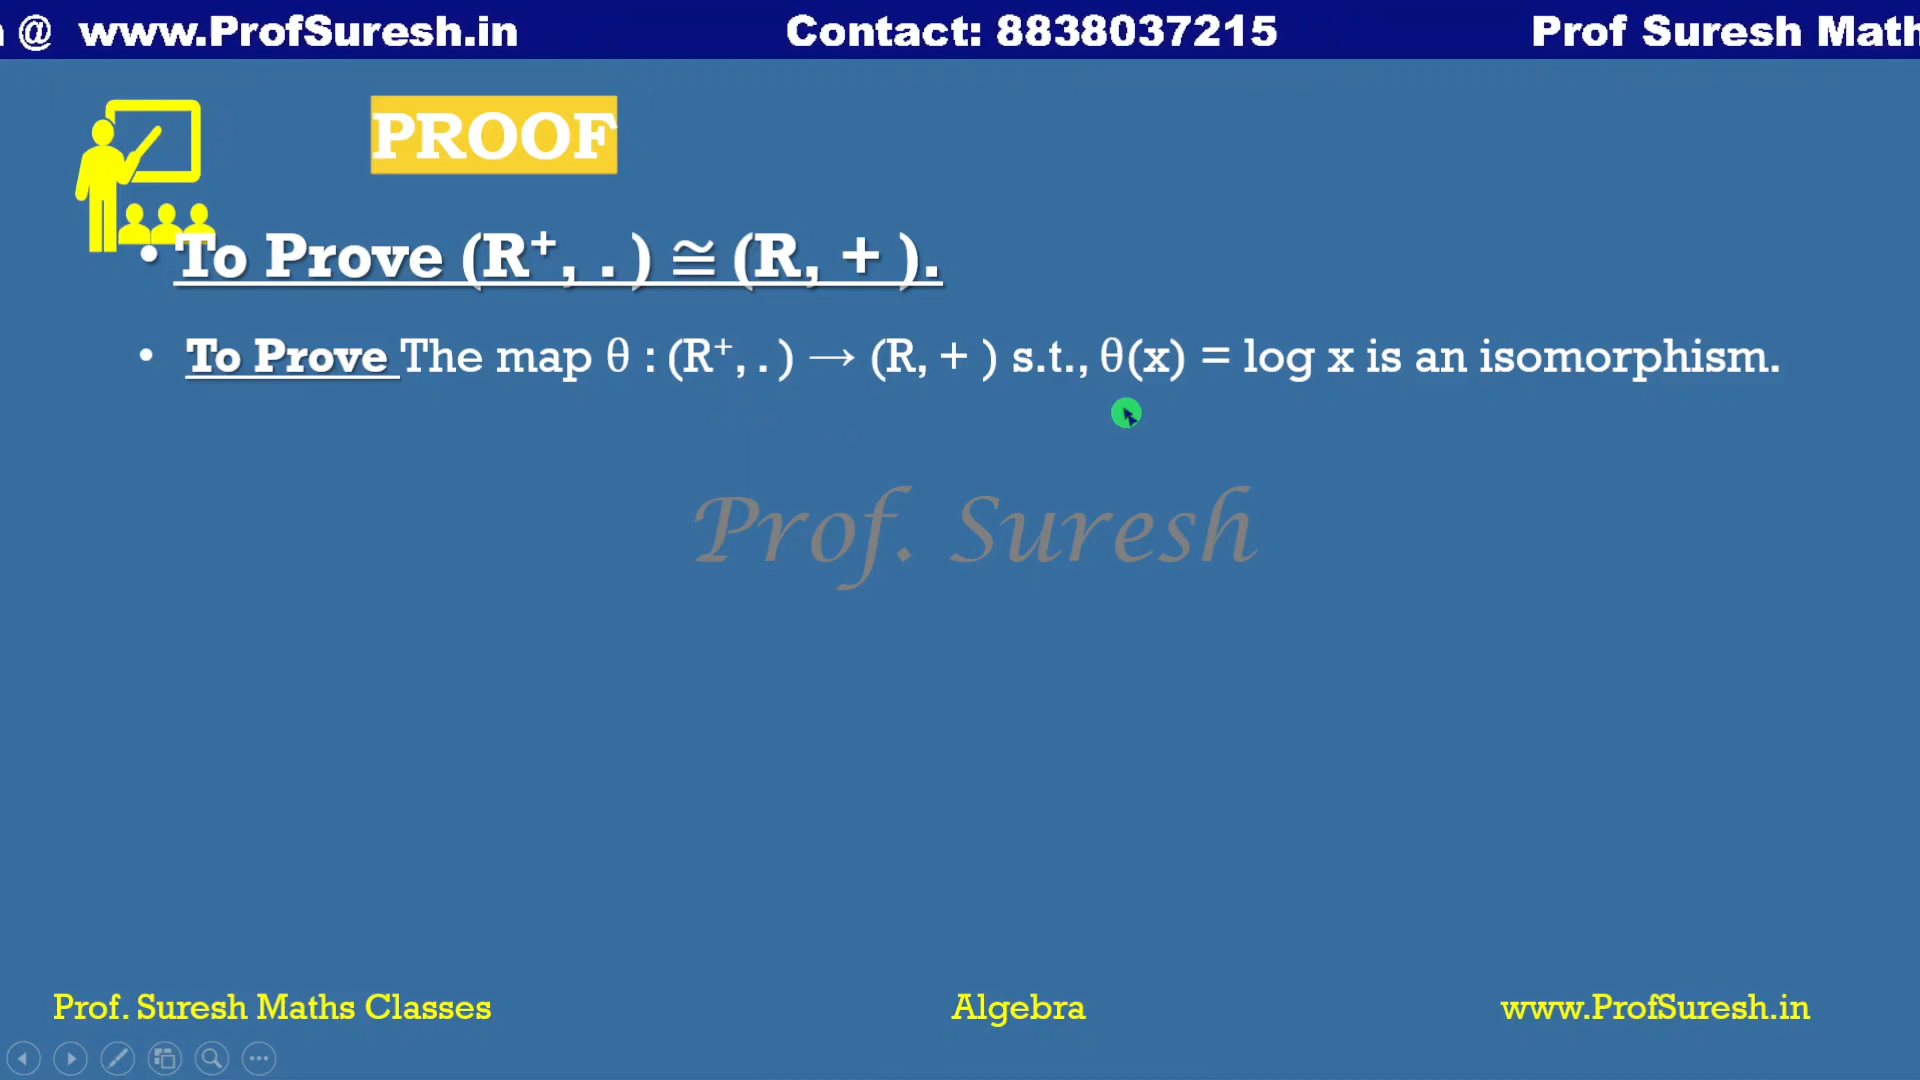 @ www.ProfSuresh.in Contact: 8838037215 Prof Suresh Math
PROOF
• To Prove (R⁺, . ) ≅ (R, + ).
• To Prove The map θ : (R⁺, . ) → (R, + ) s.t., θ(x) = log x is an isomorphism.
Prof. Suresh
Prof. Suresh Maths Classes Algebra www.ProfSuresh.in